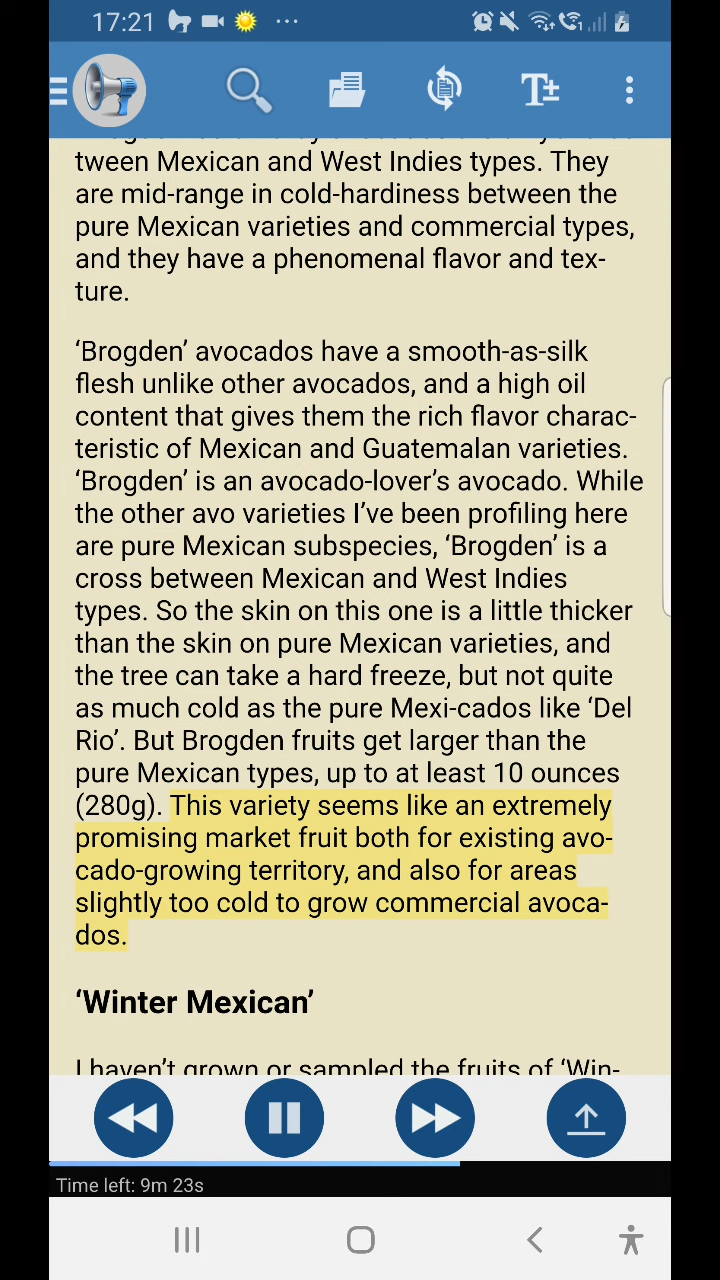 17:21
tween Mexican and West Indies types. They
are mid-range in cold-hardiness between the
pure Mexican varieties and commercial types,
and they have a phenomenal flavor and tex-
ture.
‘Brogden’ avocados have a smooth-as-silk
flesh unlike other avocados, and a high oil
content that gives them the rich flavor charac-
teristic of Mexican and Guatemalan varieties.
‘Brogden’ is an avocado-lover’s avocado. While
the other avo varieties I’ve been profiling here
are pure Mexican subspecies, ‘Brogden’ is a
cross between Mexican and West Indies
types. So the skin on this one is a little thicker
than the skin on pure Mexican varieties, and
the tree can take a hard freeze, but not quite
as much cold as the pure Mexi-cados like ‘Del
Rio’. But Brogden fruits get larger than the
pure Mexican types, up to at least 10 ounces
(280g). This variety seems like an extremely
promising market fruit both for existing avo-
cado-growing territory, and also for areas
slightly too cold to grow commercial avoca-
dos.
‘Winter Mexican’
I haven’t grown or sampled the fruits of ‘Win-
Time left: 9m 23s